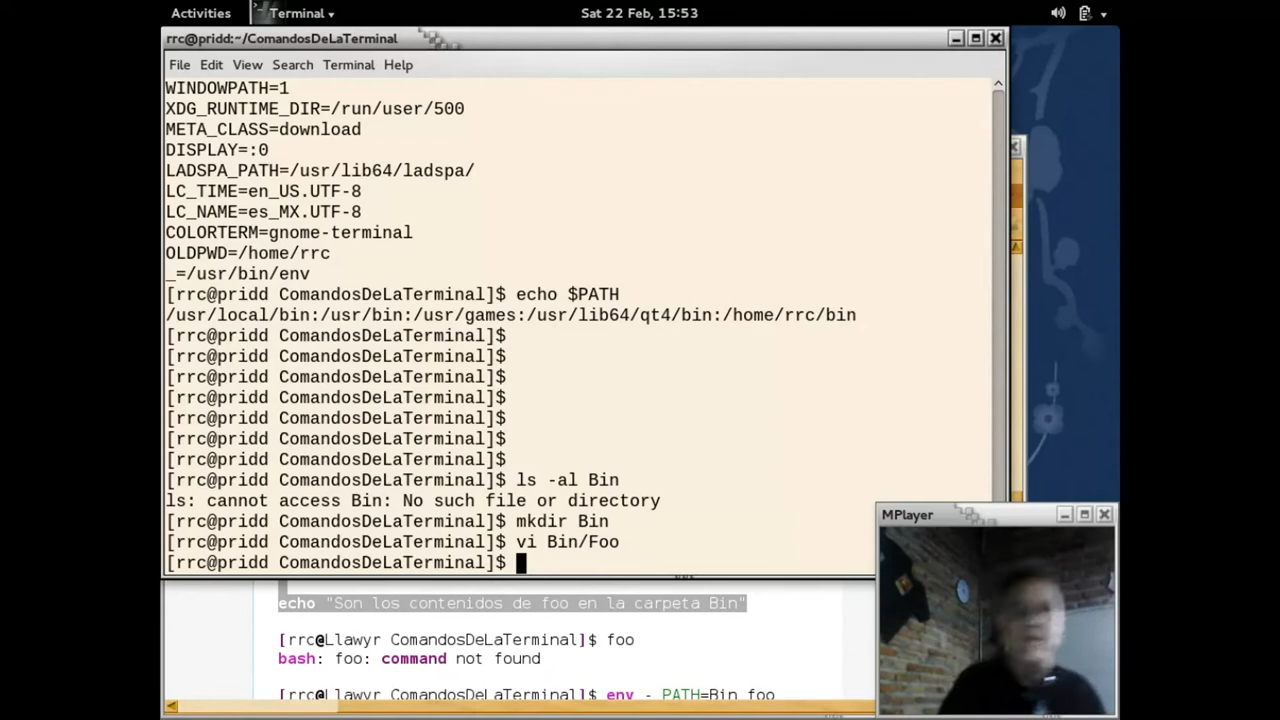 Activities
Terminal
Sat 22 Feb, 15:53
rrc@pridd:~/ComandosDeLaTerminal
File Edit View Search Terminal Help
WINDOWPATH=1
XDG_RUNTIME_DIR=/run/user/500
META_CLASS=download
DISPLAY=:0
LADSPA_PATH=/usr/lib64/ladspa/
LC_TIME=en_US.UTF-8
LC_NAME=es_MX.UTF-8
COLORTERM=gnome-terminal
OLDPWD=/home/rrc
_=/usr/bin/env
[rrc@pridd ComandosDeLaTerminal]$ echo $PATH
/usr/local/bin:/usr/bin:/usr/games:/usr/lib64/qt4/bin:/home/rrc/bin
[rrc@pridd ComandosDeLaTerminal]$
[rrc@pridd ComandosDeLaTerminal]$
[rrc@pridd ComandosDeLaTerminal]$
[rrc@pridd ComandosDeLaTerminal]$
[rrc@pridd ComandosDeLaTerminal]$
[rrc@pridd ComandosDeLaTerminal]$
[rrc@pridd ComandosDeLaTerminal]$
[rrc@pridd ComandosDeLaTerminal]$ ls -al Bin
ls: cannot access Bin: No such file or directory
[rrc@pridd ComandosDeLaTerminal]$ mkdir Bin
[rrc@pridd ComandosDeLaTerminal]$ vi Bin/Foo
[rrc@pridd ComandosDeLaTerminal]$
MPlayer
echo "Son los contenidos de foo en la carpeta Bin"
[rrc@Llawyr ComandosDeLaTerminal]$ foo
bash: foo: command not found
[rrc@Llawyr ComandosDeLaTerminal]$ env - PATH=Bin foo